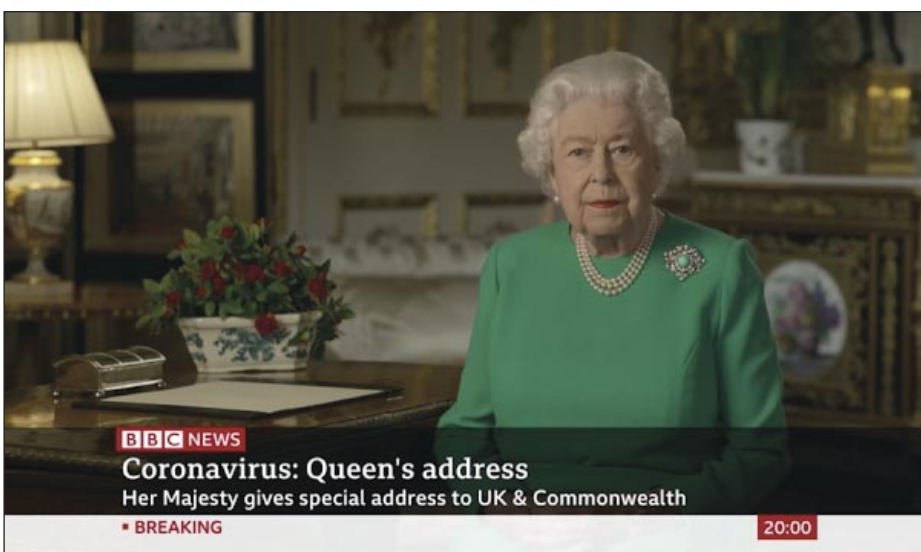 BBC NEWS
Coronavirus: Queen's address
Her Majesty gives special address to UK & Commonwealth
BREAKING
20:00